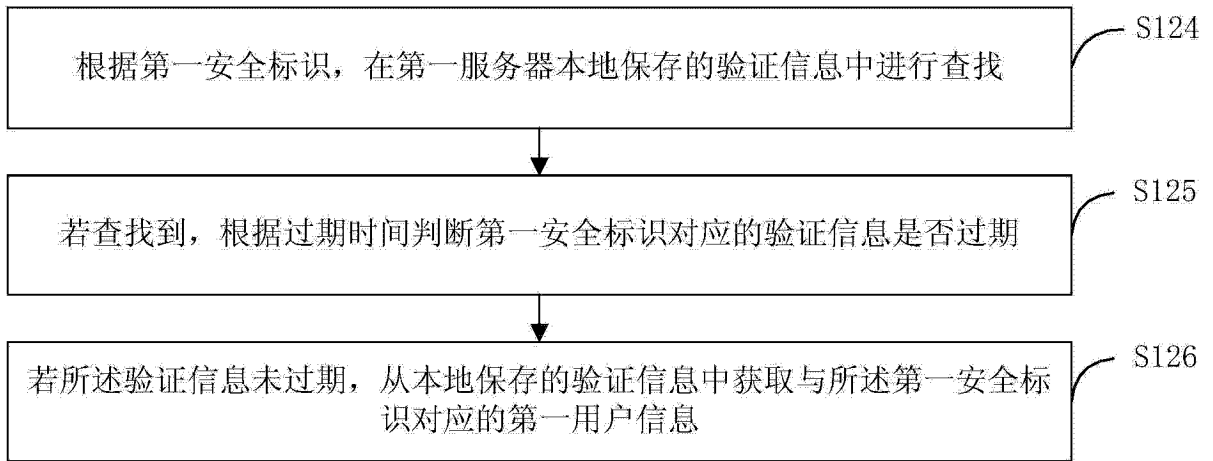 根据第一安全标识，在第一服务器本地保存的验证信息中进行查找
S124
若查找到，根据过期时间判断第一安全标识对应的验证信息是否过期
S125
若所述验证信息未过期，从本地保存的验证信息中获取与所述第一安全标
识对应的第一用户信息
S126